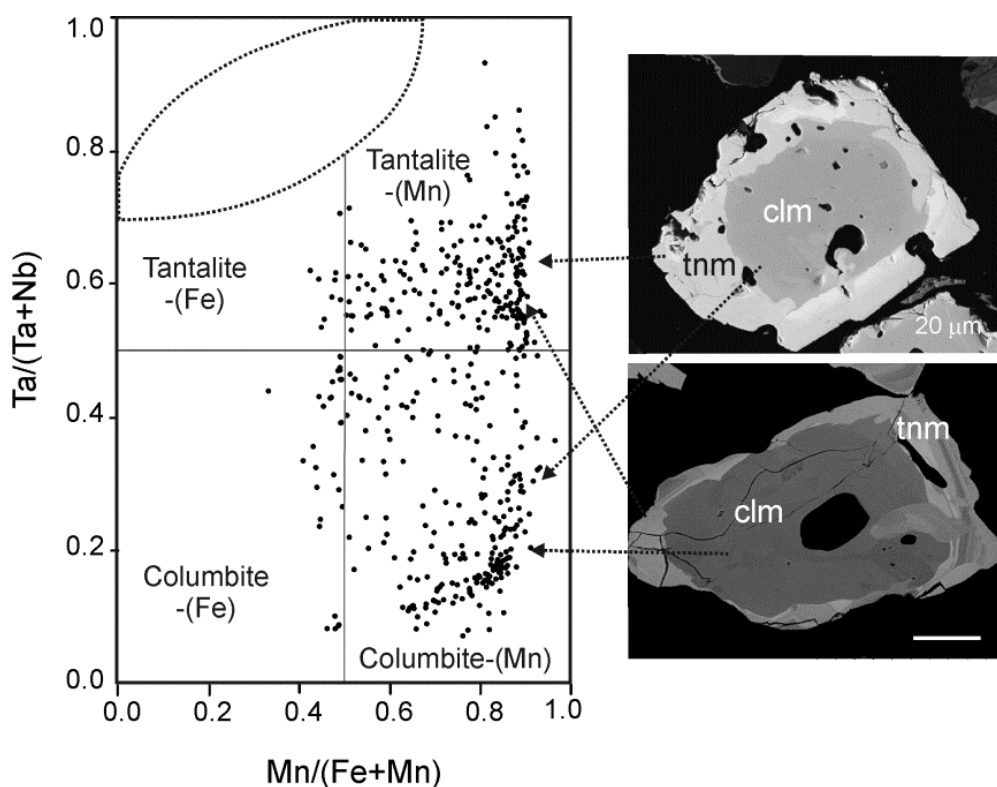 1.0
0.8
0.6
0.4
0.2
0.0
Ta/(Ta+Nb)
Tantalite
-(Mn)
Tantalite
-(Fe)
Columbite
-(Fe)
Columbite-(Mn)
0.0
0.2
0.4
0.6
0.8
1.0
Mn/(Fe+Mn)
clm
tnm
20 μm
tnm
clm